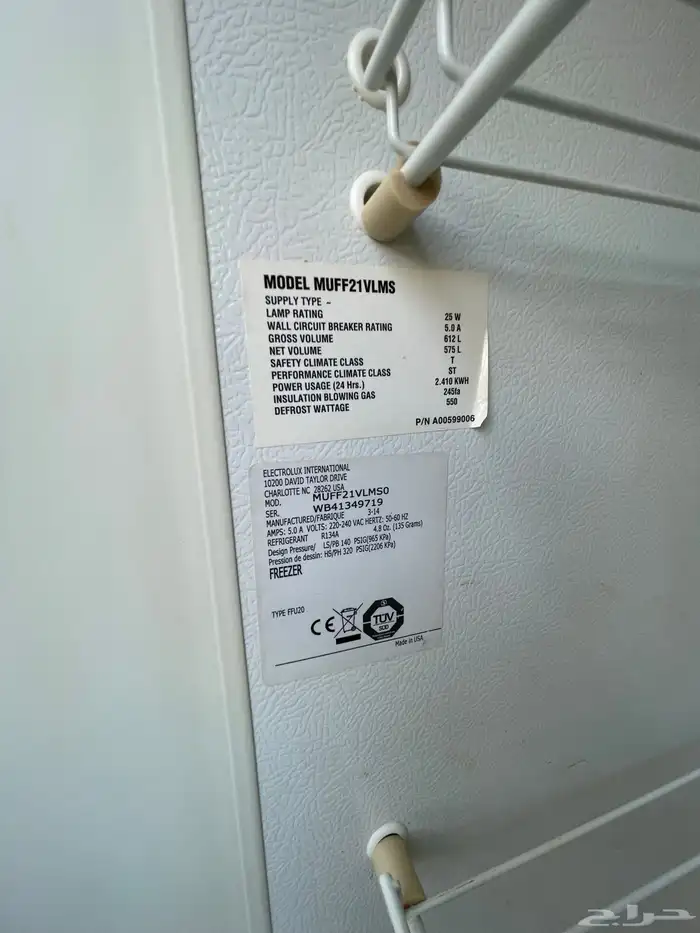 MODEL MUFF21VLMS
SUPPLY TYPE -
LAMP RATING 25 W
WALL CIRCUIT BREAKER RATING 5.0 A
GROSS VOLUME 612 L
NET VOLUME 575 L
SAFETY CLIMATE CLASS T
PERFORMANCE CLIMATE CLASS ST
POWER USAGE (24 Hrs.) 2.410 KWH
INSULATION BLOWING GAS 245fa
DEFROST WATTAGE 550
P/N A00599006
ELECTROLUX INTERNATIONAL
10200 DAVID TAYLOR DRIVE
CHARLOTTE NC 28262 USA
MOD. MUFF21VLMS0
SER. WB41349719
MANUFACTURED/FABRIQUE 3-14
AMPS: 5.0 A VOLTS: 220-240 VAC HERTZ: 50-60 HZ
REFRIGERANT R134A 4.8 Oz. (135 Grams)
Design Pressure/ LS/PB 140 PSIG(965 KPa)
Pression de dessin: HS/PH 320 PSIG(2206 KPa)
FREEZER
TYPE FFU20
CE TÜV SÜD
Made in USA
حراج